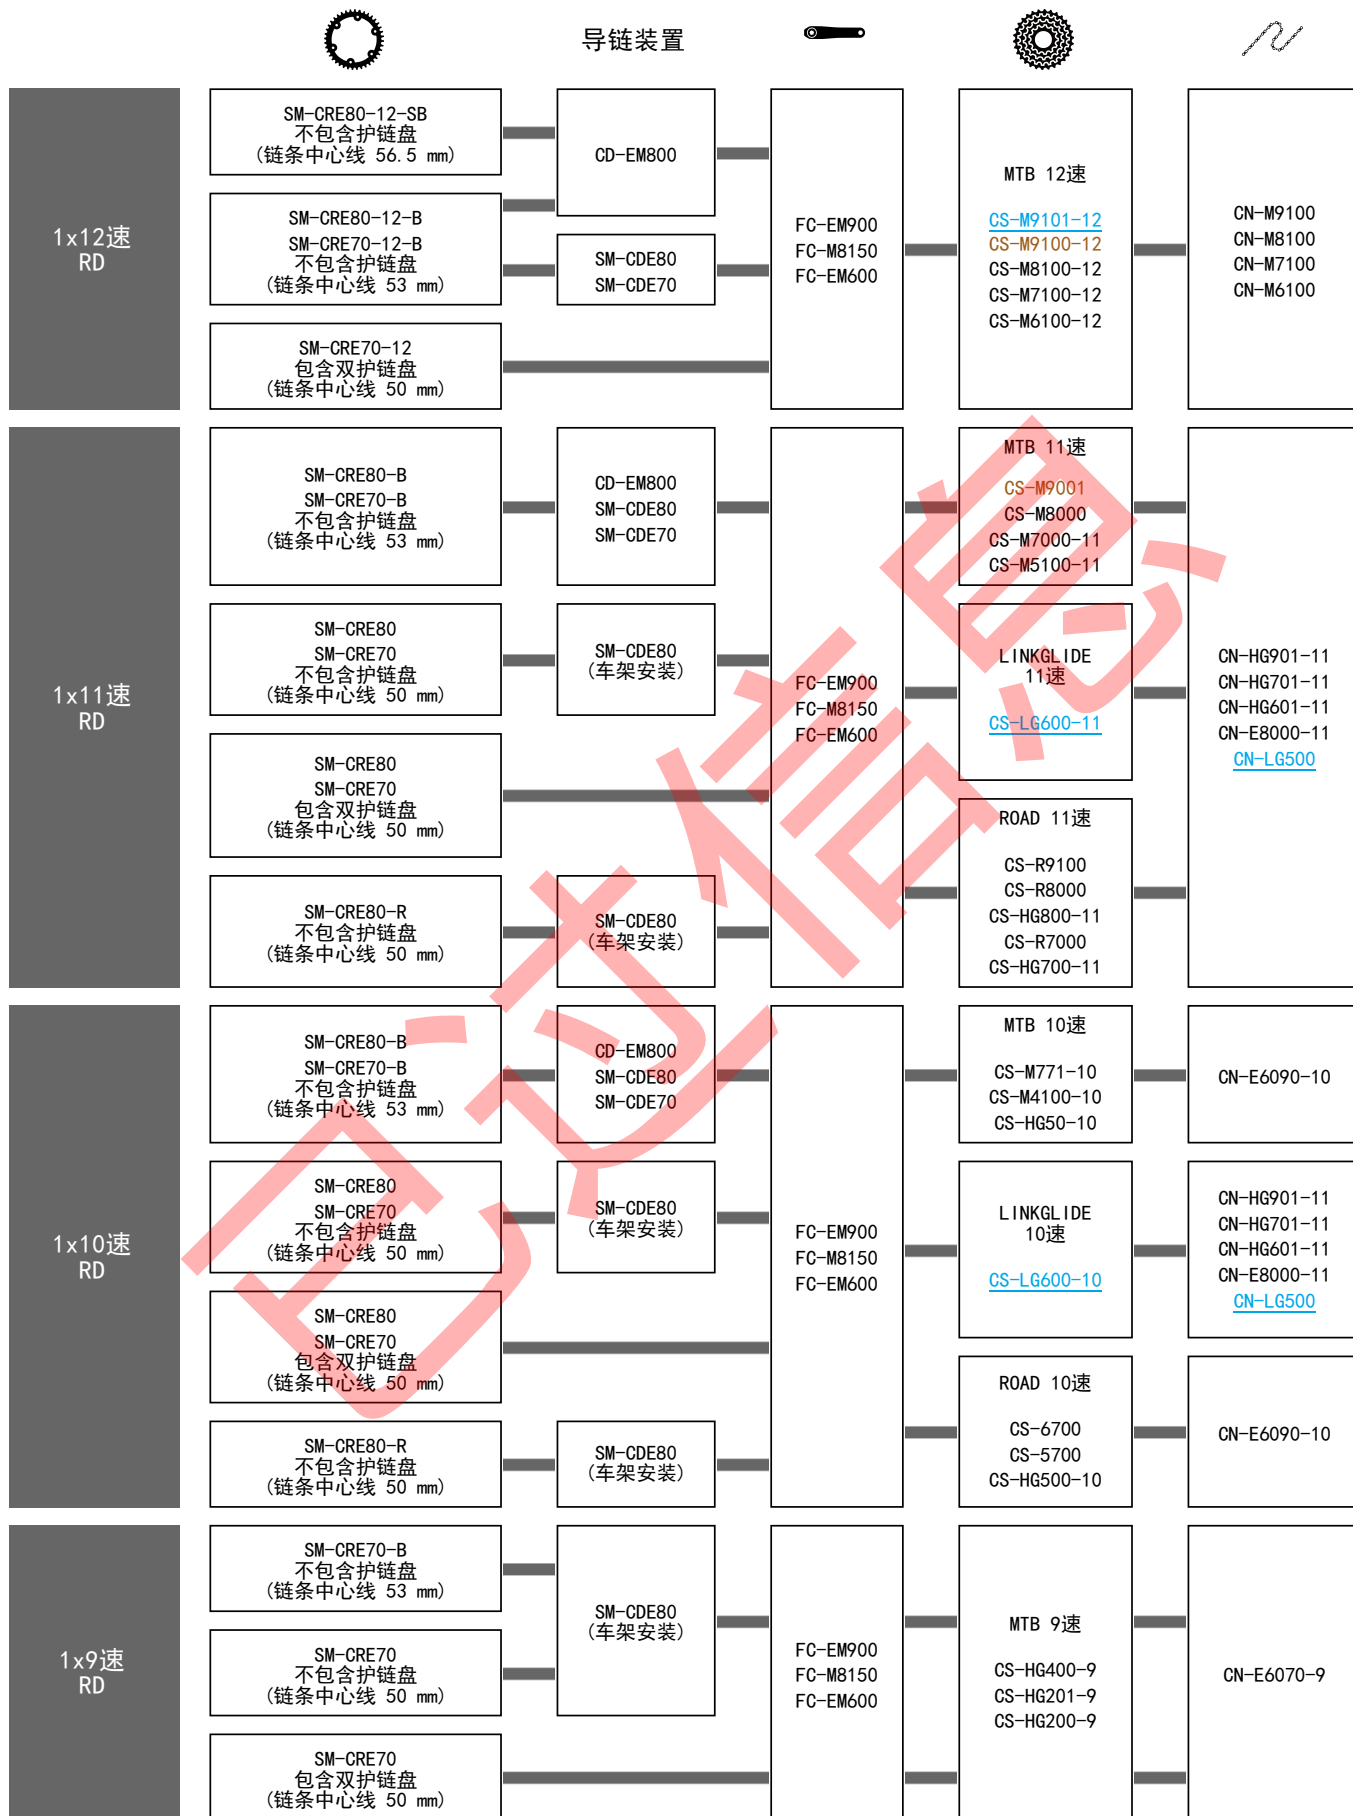 导链装置
1x12速
RD
SM-CRE80-12-SB
不包含护链盘
(链条中心线 56.5 mm)
SM-CRE80-12-B
SM-CRE70-12-B
不包含护链盘
(链条中心线 53 mm)
SM-CRE70-12
包含双护链盘
(链条中心线 50 mm)
CD-EM800
SM-CDE80
SM-CDE70
FC-EM900
FC-M8150
FC-EM600
MTB 12速
CS-M9101-12
CS-M9100-12
CS-M8100-12
CS-M7100-12
CS-M6100-12
CN-M9100
CN-M8100
CN-M7100
CN-M6100
1x11速
RD
SM-CRE80-B
SM-CRE70-B
不包含护链盘
(链条中心线 53 mm)
SM-CRE80
SM-CRE70
不包含护链盘
(链条中心线 50 mm)
SM-CRE80
SM-CRE70
包含双护链盘
(链条中心线 50 mm)
SM-CRE80-R
不包含护链盘
(链条中心线 50 mm)
CD-EM800
SM-CDE80
SM-CDE70
SM-CDE80
(车架安装)
SM-CDE80
(车架安装)
FC-EM900
FC-M8150
FC-EM600
MTB 11速
CS-M9001
CS-M8000
CS-M7000-11
CS-M5100-11
LINKGLIDE
11速
CS-LG600-11
ROAD 11速
CS-R9100
CS-R8000
CS-HG800-11
CS-R7000
CS-HG700-11
CN-HG901-11
CN-HG701-11
CN-HG601-11
CN-E8000-11
CN-LG500
1x10速
RD
SM-CRE80-B
SM-CRE70-B
不包含护链盘
(链条中心线 53 mm)
SM-CRE80
SM-CRE70
不包含护链盘
(链条中心线 50 mm)
SM-CRE80
SM-CRE70
包含双护链盘
(链条中心线 50 mm)
SM-CRE80-R
不包含护链盘
(链条中心线 50 mm)
CD-EM800
SM-CDE80
SM-CDE70
SM-CDE80
(车架安装)
SM-CDE80
(车架安装)
FC-EM900
FC-M8150
FC-EM600
MTB 10速
CS-M771-10
CS-M4100-10
CS-HG50-10
LINKGLIDE
10速
CS-LG600-10
ROAD 10速
CS-6700
CS-5700
CS-HG500-10
CN-E6090-10
CN-HG901-11
CN-HG701-11
CN-HG601-11
CN-E8000-11
CN-LG500
CN-E6090-10
1x9速
RD
SM-CRE70-B
不包含护链盘
(链条中心线 53 mm)
SM-CRE70
不包含护链盘
(链条中心线 50 mm)
SM-CRE70
包含双护链盘
(链条中心线 50 mm)
SM-CDE80
(车架安装)
FC-EM900
FC-M8150
FC-EM600
MTB 9速
CS-HG400-9
CS-HG201-9
CS-HG200-9
CN-E6070-9
已过信息